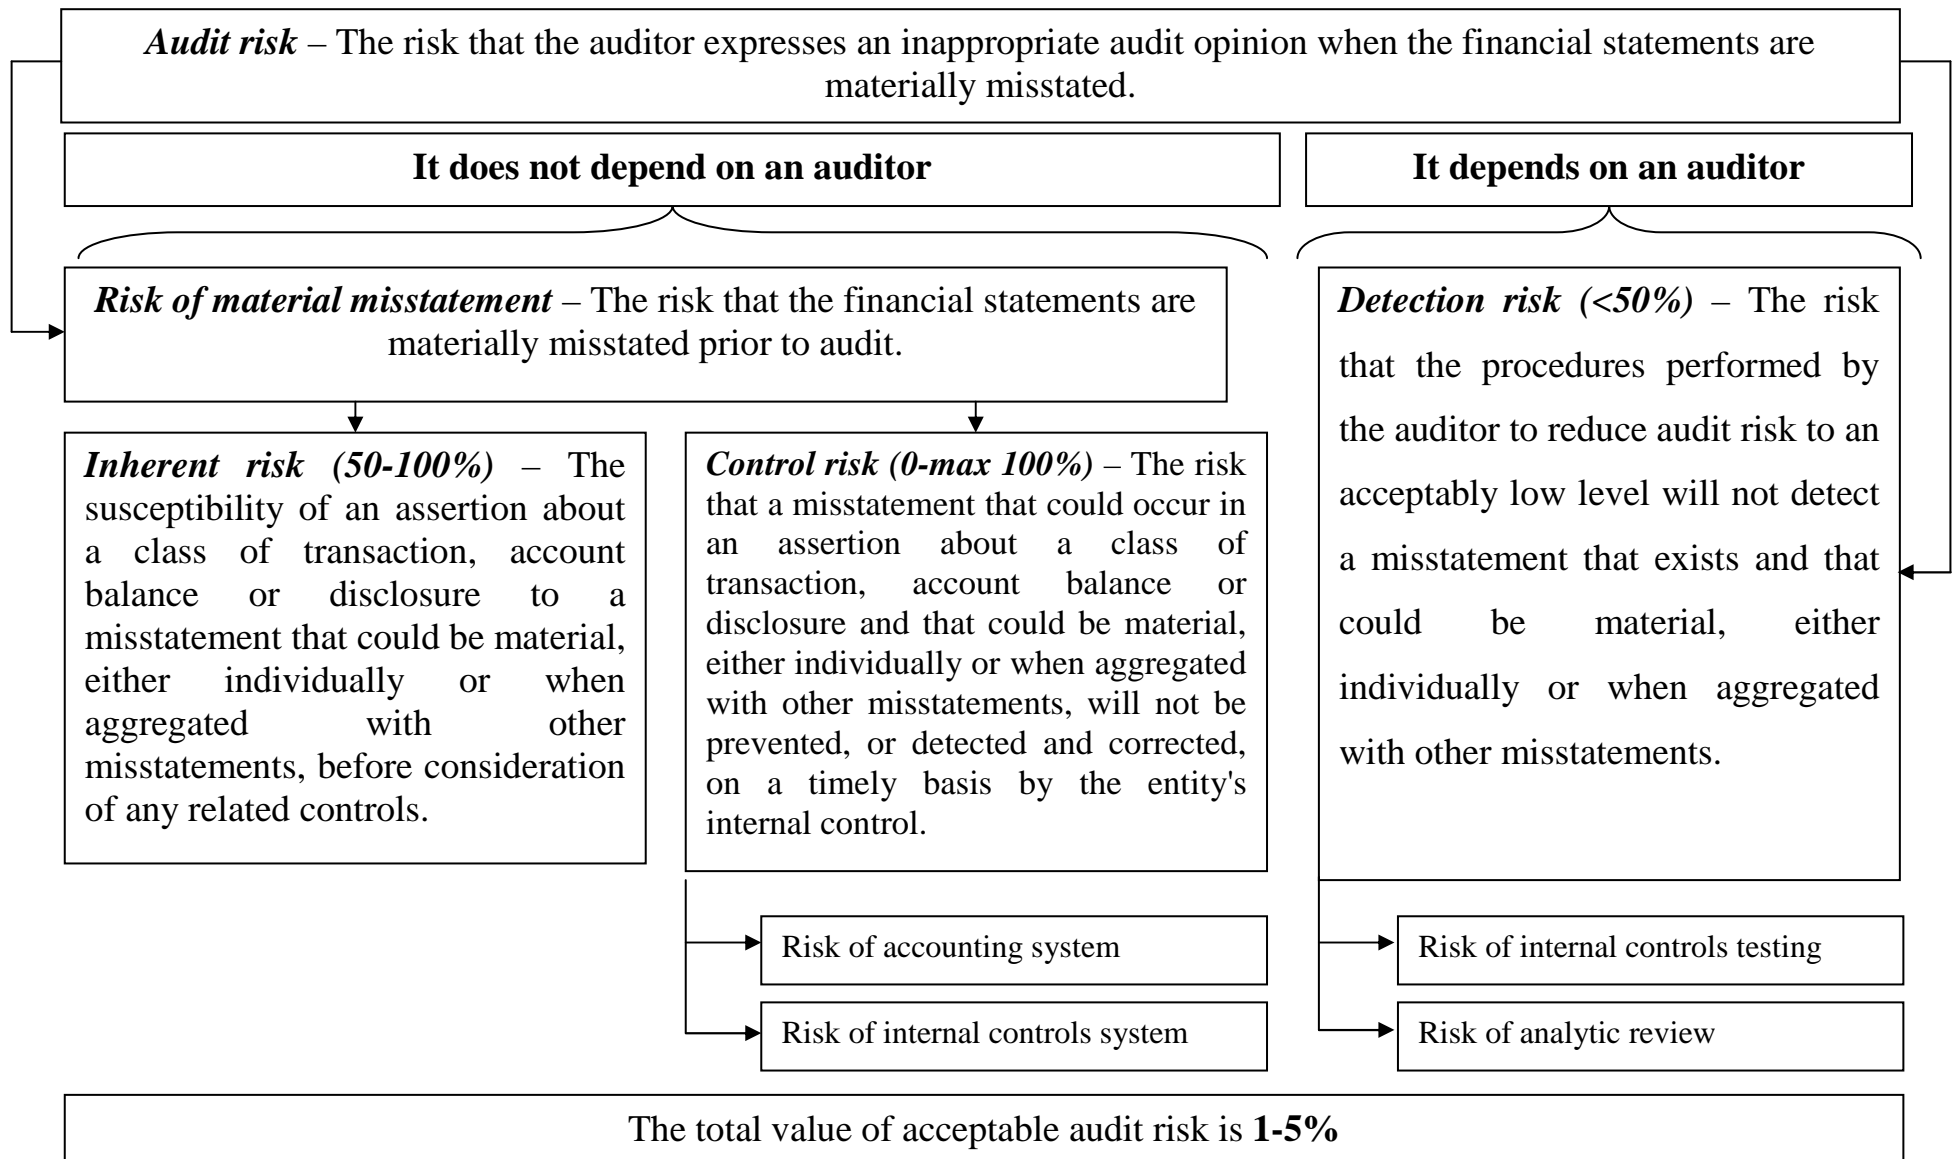 Audit risk – The risk that the auditor expresses an inappropriate audit opinion when the financial statements are
materially misstated.
It does not depend on an auditor
It depends on an auditor
Risk of material misstatement – The risk that the financial statements are
materially misstated prior to audit.
Inherent risk (50-100%) – The
susceptibility of an assertion about
a class of transaction, account
balance or disclosure to a
misstatement that could be material,
either individually or when
aggregated with other
misstatements, before consideration
of any related controls.
Control risk (0-max 100%) – The risk
that a misstatement that could occur in
an assertion about a class of
transaction, account balance or
disclosure and that could be material,
either individually or when aggregated
with other misstatements, will not be
prevented, or detected and corrected,
on a timely basis by the entity's
internal control.
Risk of accounting system
Risk of internal controls system
Detection risk (<50%) – The risk
that the procedures performed by
the auditor to reduce audit risk to an
acceptably low level will not detect
a misstatement that exists and that
could be material, either
individually or when aggregated
with other misstatements.
Risk of internal controls testing
Risk of analytic review
The total value of acceptable audit risk is 1-5%